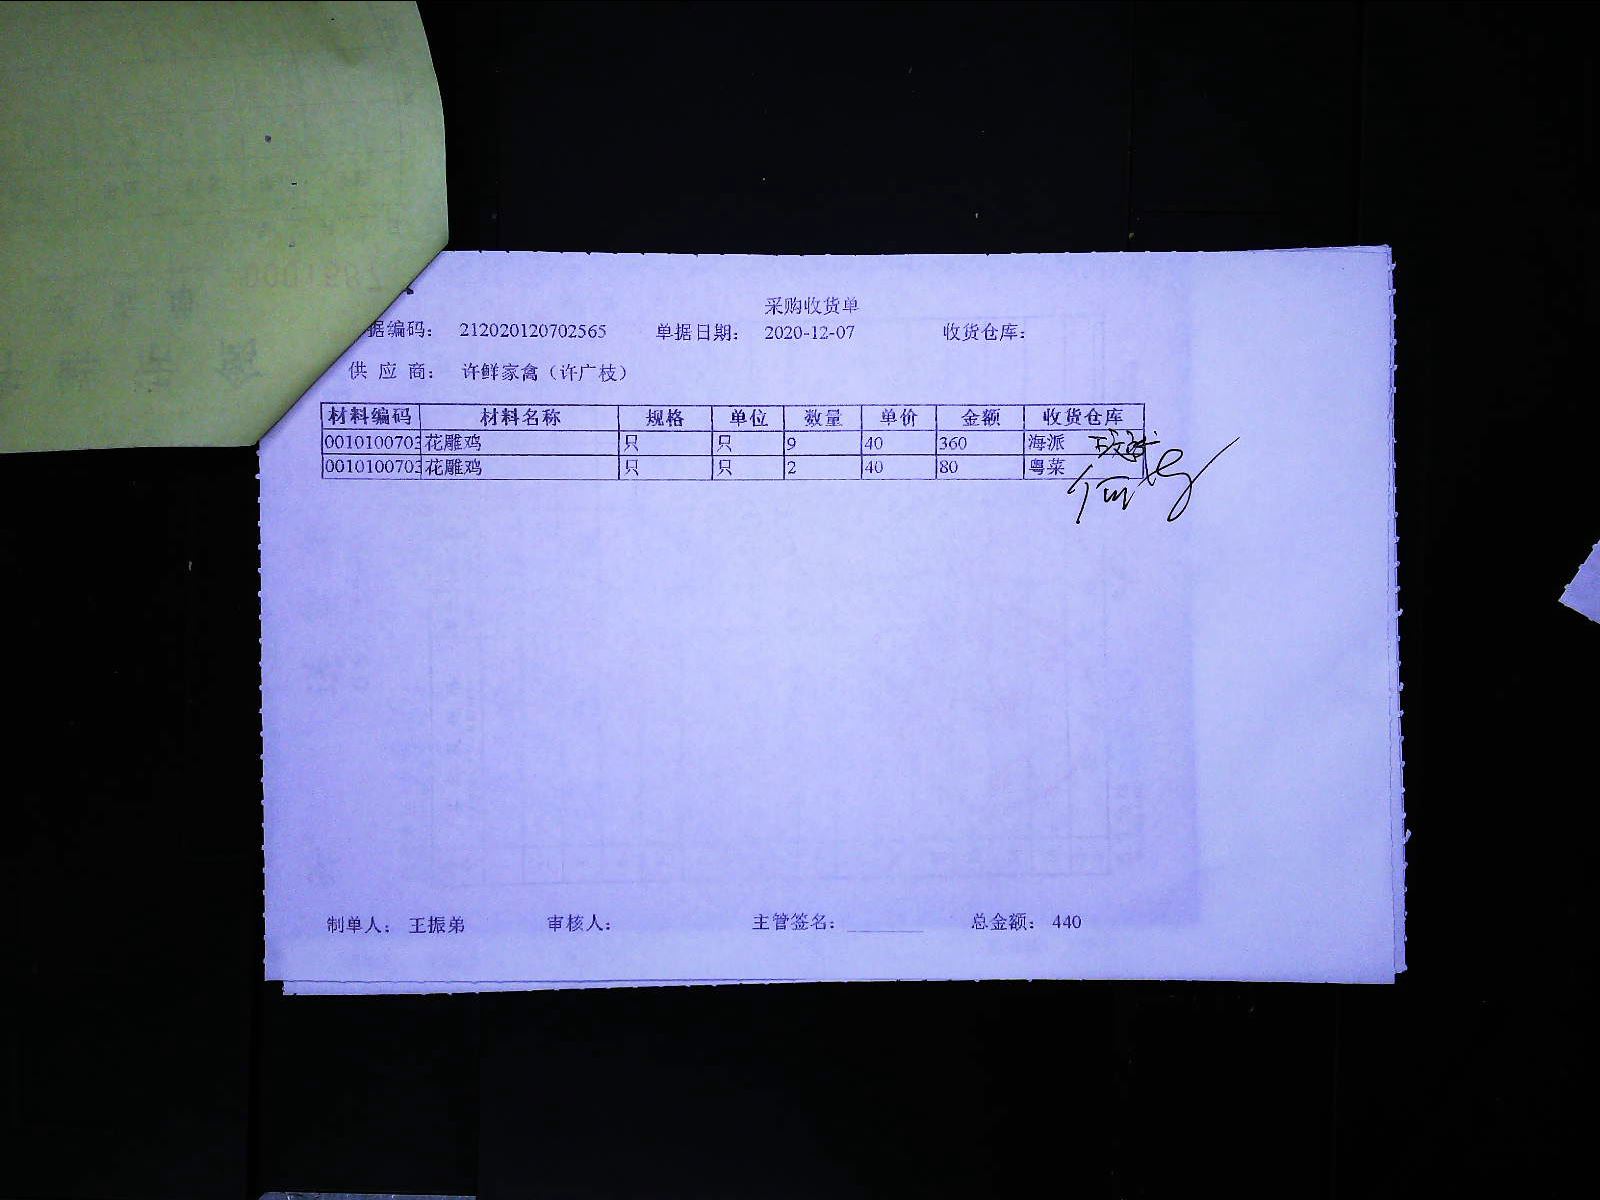 采购收货单
据编码： 212020120702565 单据日期： 2020-12-07 收货仓库：
供 应 商： 许鲜家禽（许广枝）
材料编码 材料名称 规格 单位 数量 单价 金额 收货仓库
0010100703 花雕鸡 只 只 9 40 360 海派
0010100703 花雕鸡 只 只 2 40 80 粤菜
制单人： 王振弟 审核人： 主管签名： 总金额： 440